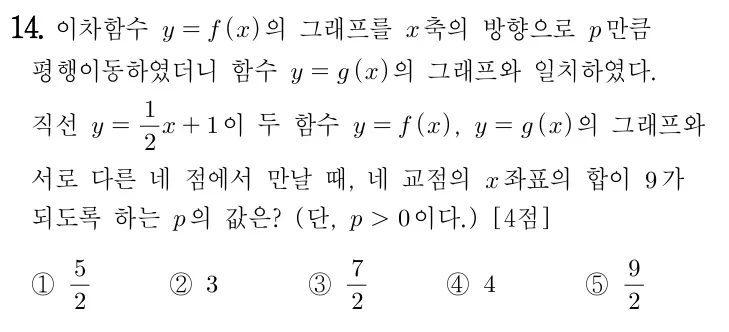 14. 이차함수 y=f(x)의 그래프를 x축의 방향으로 p만큼
평행이동하였더니 함수 y=g(x)의 그래프와 일치하였다.
직선 y=1/2x+1이 두 함수 y=f(x), y=g(x)의 그래프와
서로 다른 네 점에서 만날 때, 네 교점의 x좌표의 합이 9가
되도록 하는 p의 값은? (단, p>0이다.) [4점]
① 5/2 ② 3 ③ 7/2 ④ 4 ⑤ 9/2